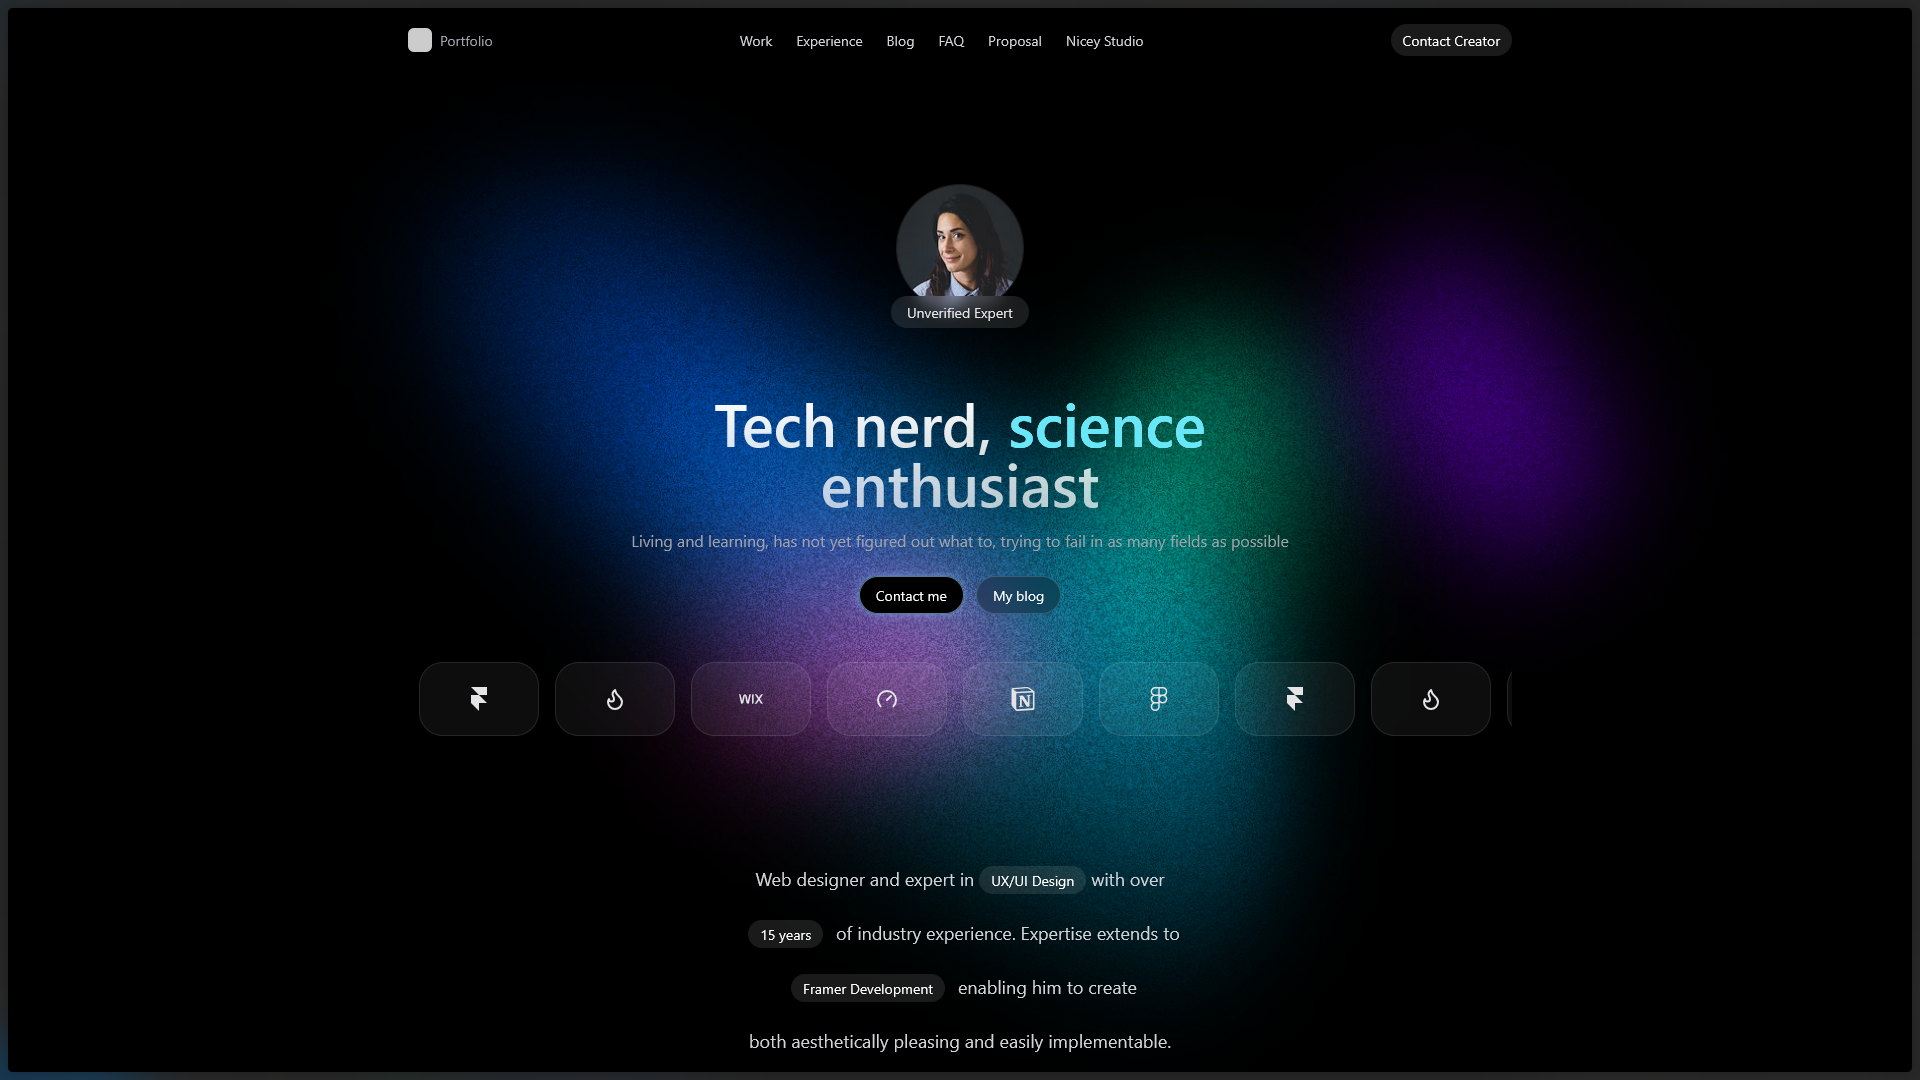 Portfolio
Work Experience Blog FAQ Proposal Nicey Studio
Contact Creator
Unverified Expert
Tech nerd, science
enthusiast
Living and learning, has not yet figured out what to, trying to fail in as many fields as possible
Contact me
My blog
WIX
Web designer and expert in UX/UI Design with over
15 years of industry experience. Expertise extends to
Framer Development enabling him to create
both aesthetically pleasing and easily implementable.